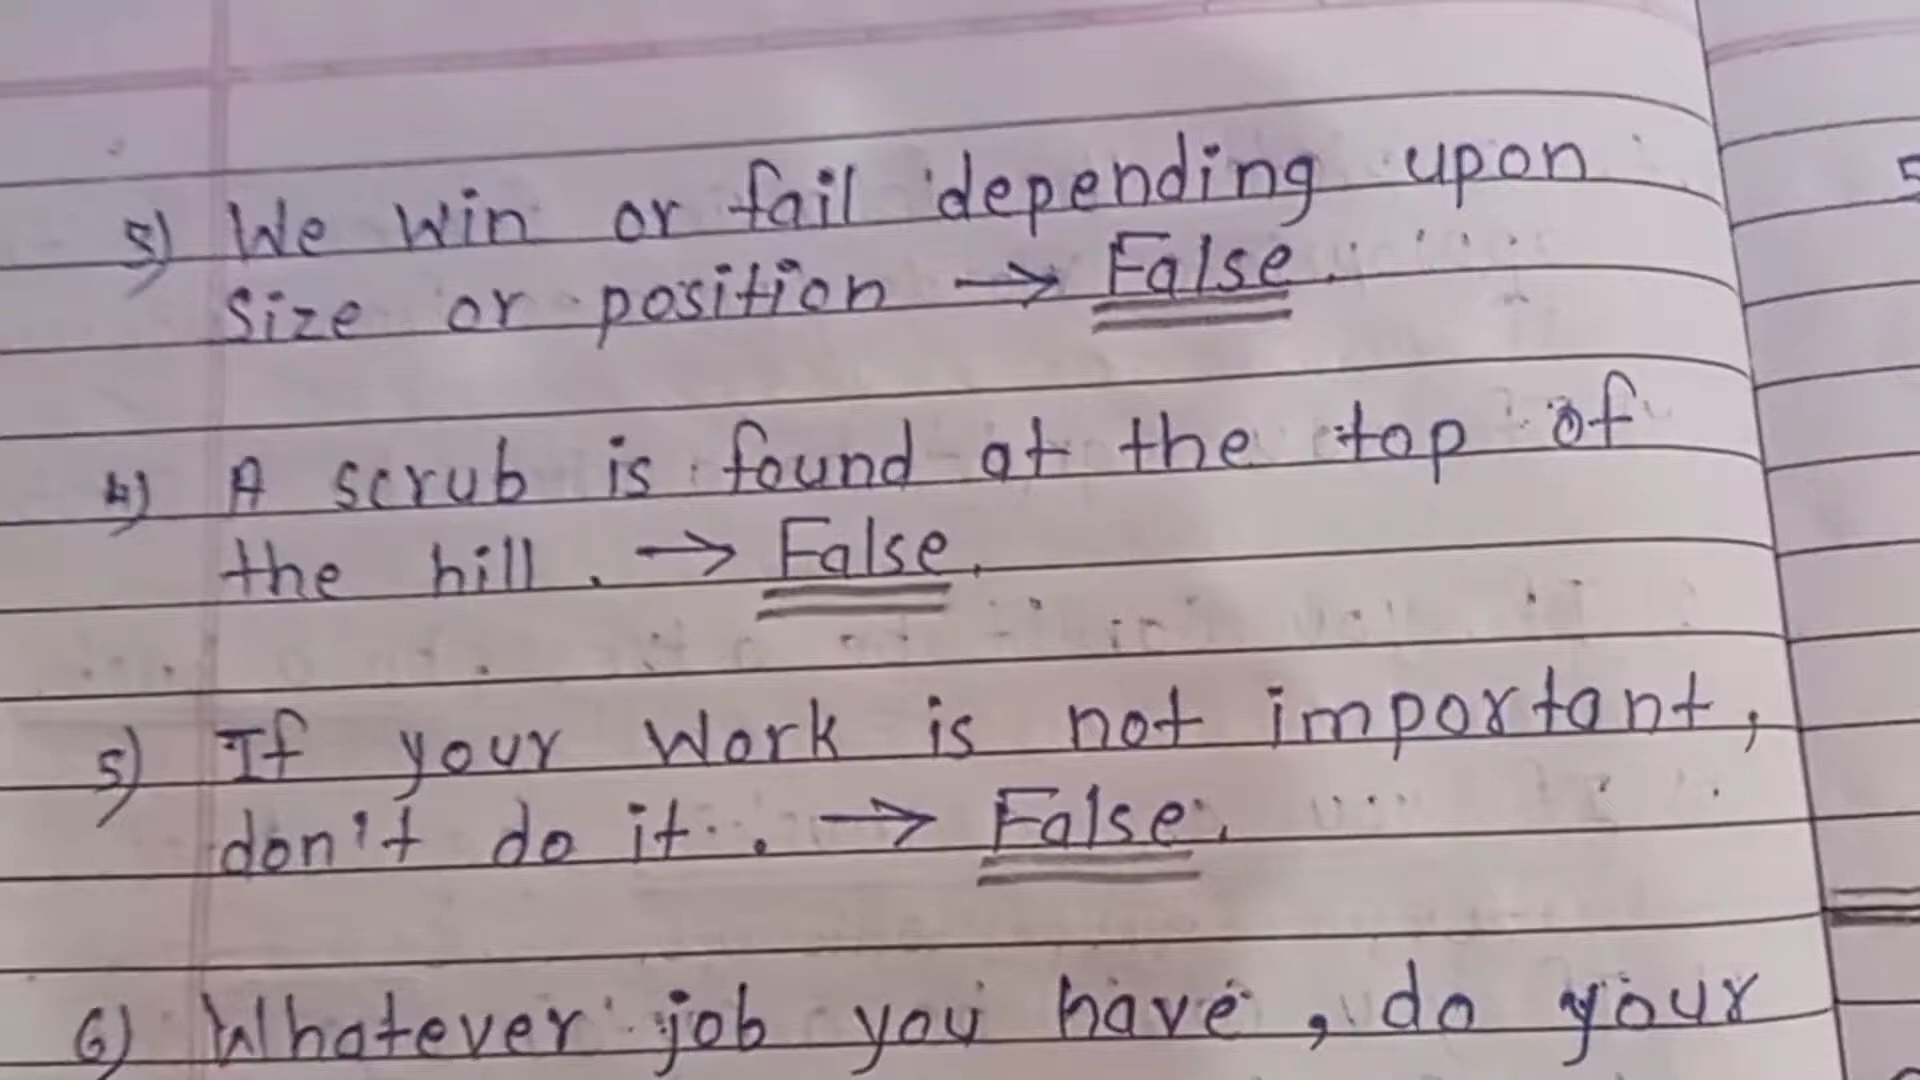 3) We win or fail depending upon
size or position → False.
4) A scrub is found at the top of
the hill. → False.
5) If your work is not important,
don't do it. → False.
6) Whatever job you have, do your